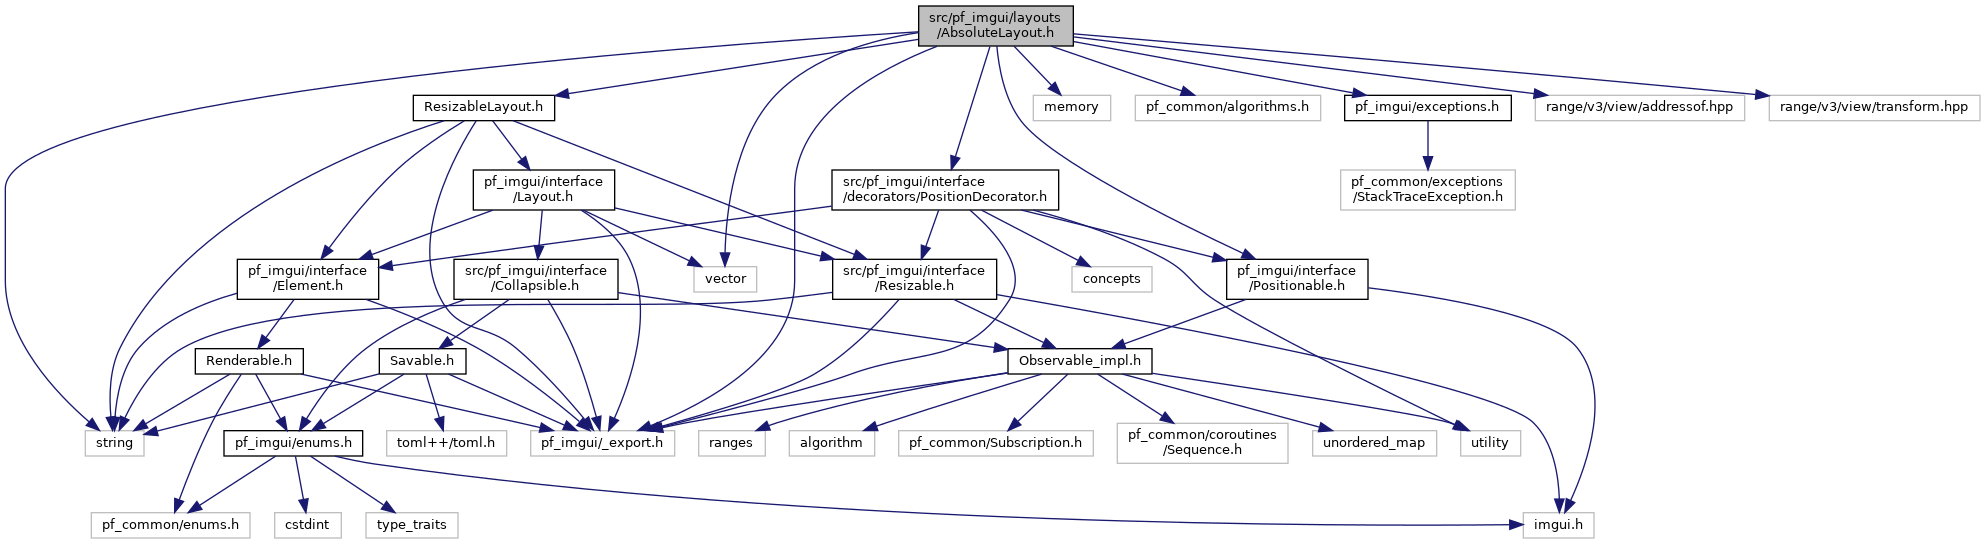 src/pf_imgui/layouts
/AbsoluteLayout.h
ResizableLayout.h
memory
pf_common/algorithms.h
pf_imgui/exceptions.h
range/v3/view/addressof.hpp
range/v3/view/transform.hpp
pf_imgui/interface
/Layout.h
src/pf_imgui/interface
/decorators/PositionDecorator.h
pf_common/exceptions
/StackTraceException.h
pf_imgui/interface
/Element.h
src/pf_imgui/interface
/Collapsible.h
vector
src/pf_imgui/interface
/Resizable.h
concepts
pf_imgui/interface
/Positionable.h
Renderable.h
Savable.h
Observable_impl.h
string
pf_imgui/enums.h
toml++/toml.h
pf_imgui/_export.h
ranges
algorithm
pf_common/Subscription.h
pf_common/coroutines
/Sequence.h
unordered_map
utility
pf_common/enums.h
cstdint
type_traits
imgui.h